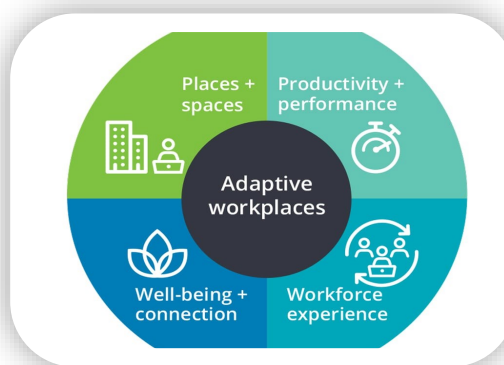 Places +
spaces
Productivity +
performance
Adaptive
workplaces
Well-being +
connection
Workforce
experience